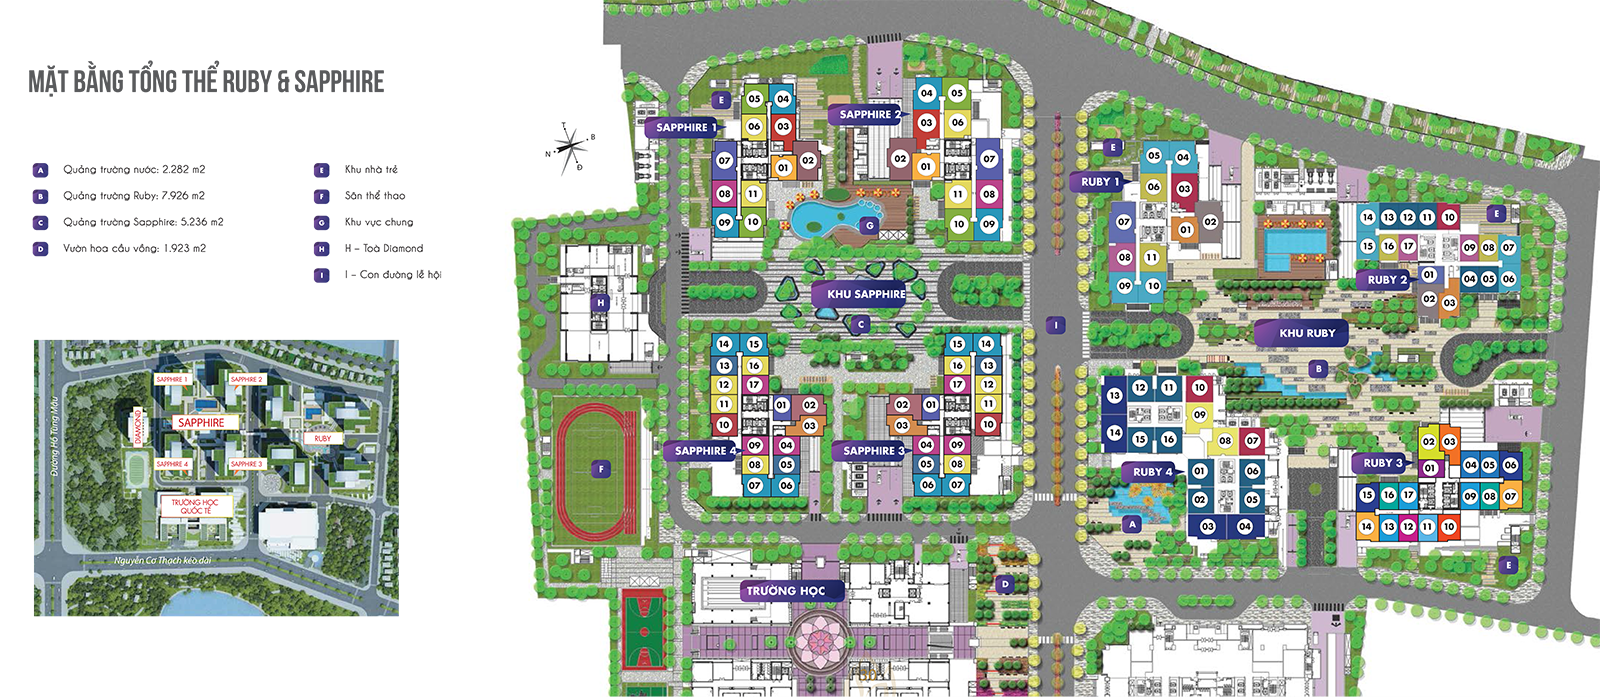 MẶT BẰNG TỔNG THỂ RUBY & SAPPHIRE
A Quảng trường nước: 2.282 m2
B Quảng trường Ruby: 7.926 m2
C Quảng trường Sapphire: 5.236 m2
D Vườn hoa cầu vồng: 1.923 m2
E Khu nhà trẻ
F Sân thể thao
G Khu vực chung
H H – Toà Diamond
I I – Con đường lễ hội
T
B
N
Đ
SAPPHIRE 1
SAPPHIRE 2
DIAMOND
SAPPHIRE
RUBY
SAPPHIRE 4
SAPPHIRE 3
TRƯỜNG HỌC
QUỐC TẾ
Đường Hồ Tùng Mậu
Nguyễn Cơ Thạch kéo dài
E
SAPPHIRE 1
05 04
06 03
07 01 02
08 11
09 10
SAPPHIRE 2
04 05
03 06
02 01 07
11 08
10 09
G
H
KHU SAPPHIRE
C
I
F
SAPPHIRE 4
14 15
13 16
12 17
11 01 02
10 03
09 04
08 05
07 06
SAPPHIRE 3
15 14
16 13
17 12
02 01 11
03 10
04 09
05 08
06 07
E
RUBY 1
05 04
06 03
07 01 02
08 11
09 10
E
RUBY 2
14 13 12 11 10
15 16 17 09 08 07
01 04 05 06
02 03
KHU RUBY
B
RUBY 4
13 12 11 10
09
14 15 16 08 07
01 06
02 05
03 04
A
RUBY 3
02 03
01 04 05 06
15 16 17 09 08 07
14 13 12 11 10
E
D
TRƯỜNG HỌC